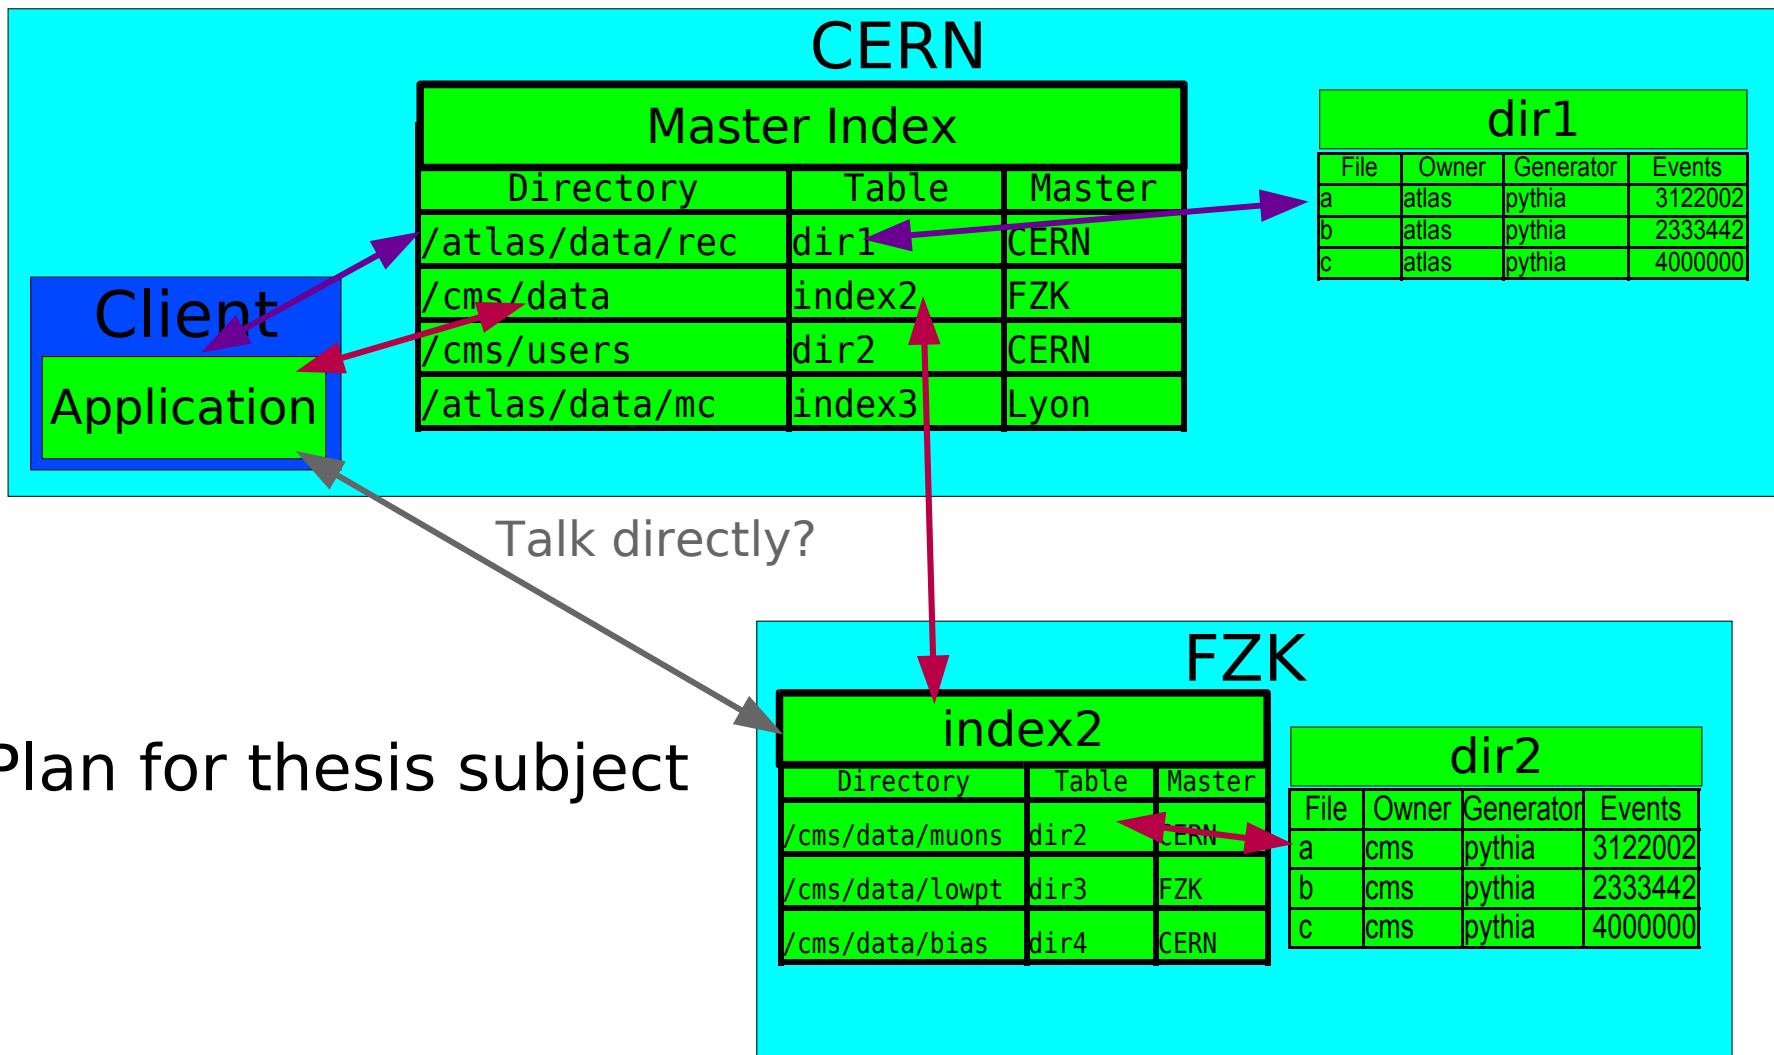 CERN
Master Index
Directory Table Master
/atlas/data/rec dir1 CERN
/cms/data index2 FZK
/cms/users dir2 CERN
/atlas/data/mc index3 Lyon
dir1
File Owner Generator Events
a atlas pythia 3122002
b atlas pythia 2333442
c atlas pythia 4000000
Client
Application
Talk directly?
Plan for thesis subject
FZK
index2
Directory Table Master
/cms/data/muons dir2 CERN
/cms/data/lowpt dir3 FZK
/cms/data/bias dir4 CERN
dir2
File Owner Generator Events
a cms pythia 3122002
b cms pythia 2333442
c cms pythia 4000000